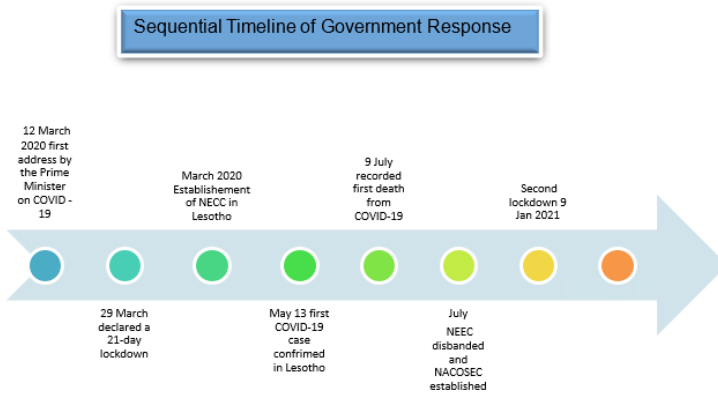 Sequential Timeline of Government Response
12 March
2020 first
address by
the Prime
Minister
on COVID -
19
29 March
declared a
21-day
lockdown
March 2020
Establishement
of NECC in
Lesotho
May 13 first
COVID-19
case
confrimed
in Lesotho
9 July
recorded
first death
from
COVID-19
July
NEEC
disbanded
and
NACOSEC
established
Second
lockdown 9
Jan 2021